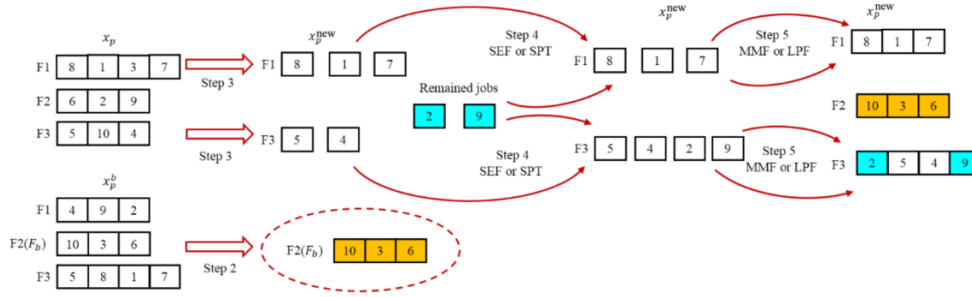 x_p
F1 8 1 3 7
F2 6 2 9
F3 5 10 4
Step 3
Step 3
x_p^b
F1 4 9 2
F2(F_b) 10 3 6
F3 5 8 1 7
Step 2
x_p^new
F1 8 1 7
F3 5 4
F2(F_b) 10 3 6
Remained jobs
2 9
Step 4
SEF or SPT
Step 4
SEF or SPT
x_p^new
F1 8 1 7
F3 5 4 2 9
Step 5
MMF or LPF
Step 5
MMF or LPF
x_p^new
F1 8 1 7
F2 10 3 6
F3 2 5 4 9